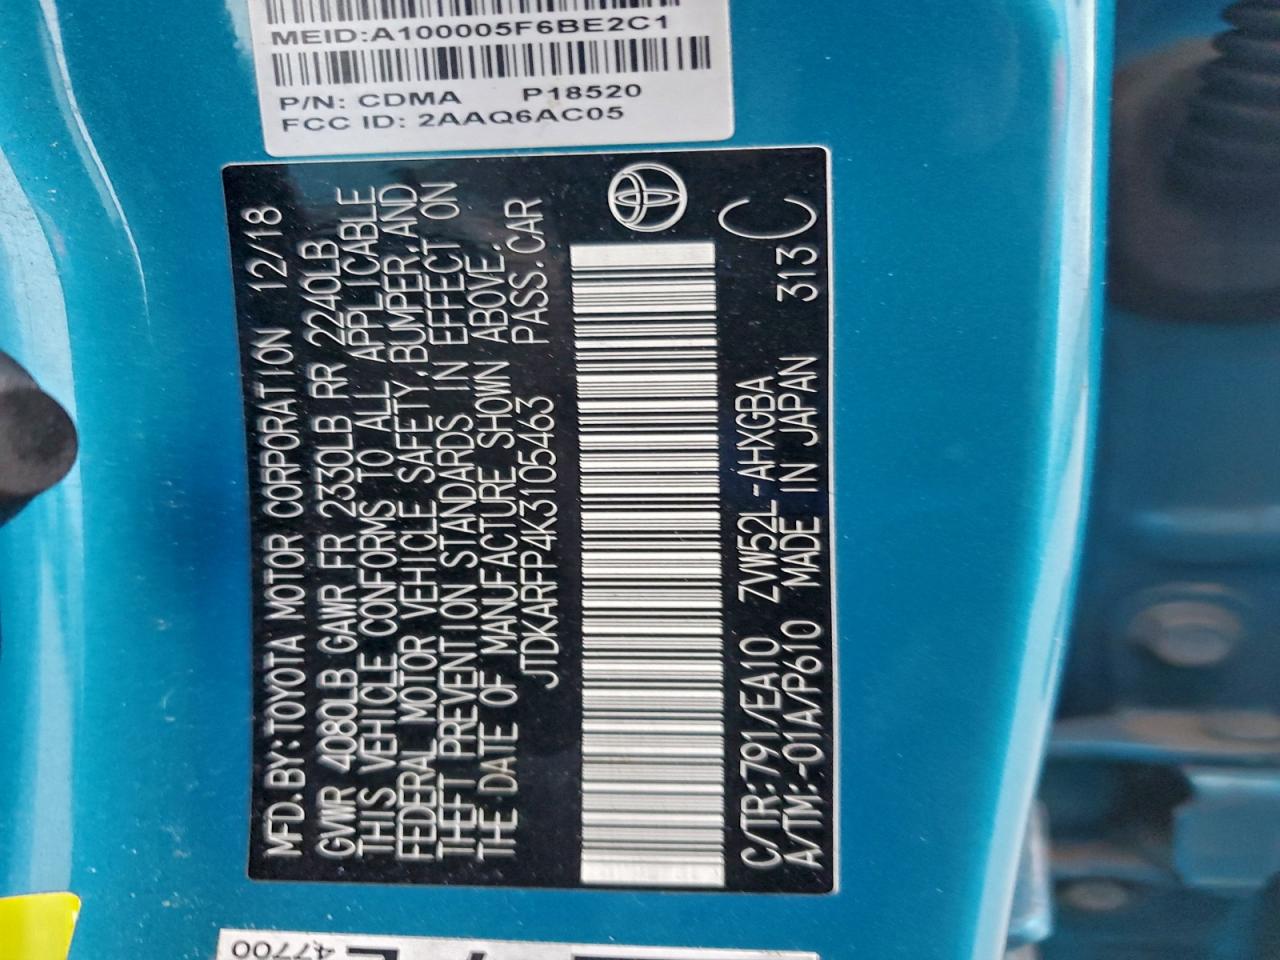 MEID:A100005F6BE2C1
P/N: CDMA P18520
FCC ID: 2AAQ6AC05
MFD.BY:TOYOTA MOTOR CORPORATION 12/18
GVWR 4080LB GAWR FR 2330LB RR 2240LB
THIS VEHICLE CONFORMS TO ALL APPLICABLE
FEDERAL MOTOR VEHICLE SAFETY,BUMPER,AND
THEFT PREVENTION STANDARDS IN EFFECT ON
THE DATE OF MANUFACTURE SHOWN ABOVE.
JTDKARFP4K3105463 PASS.CAR
C/TR:791/EA10 ZVW52L-AHXGBA
A/TM:-01A/P610 MADE IN JAPAN 313 C
47700